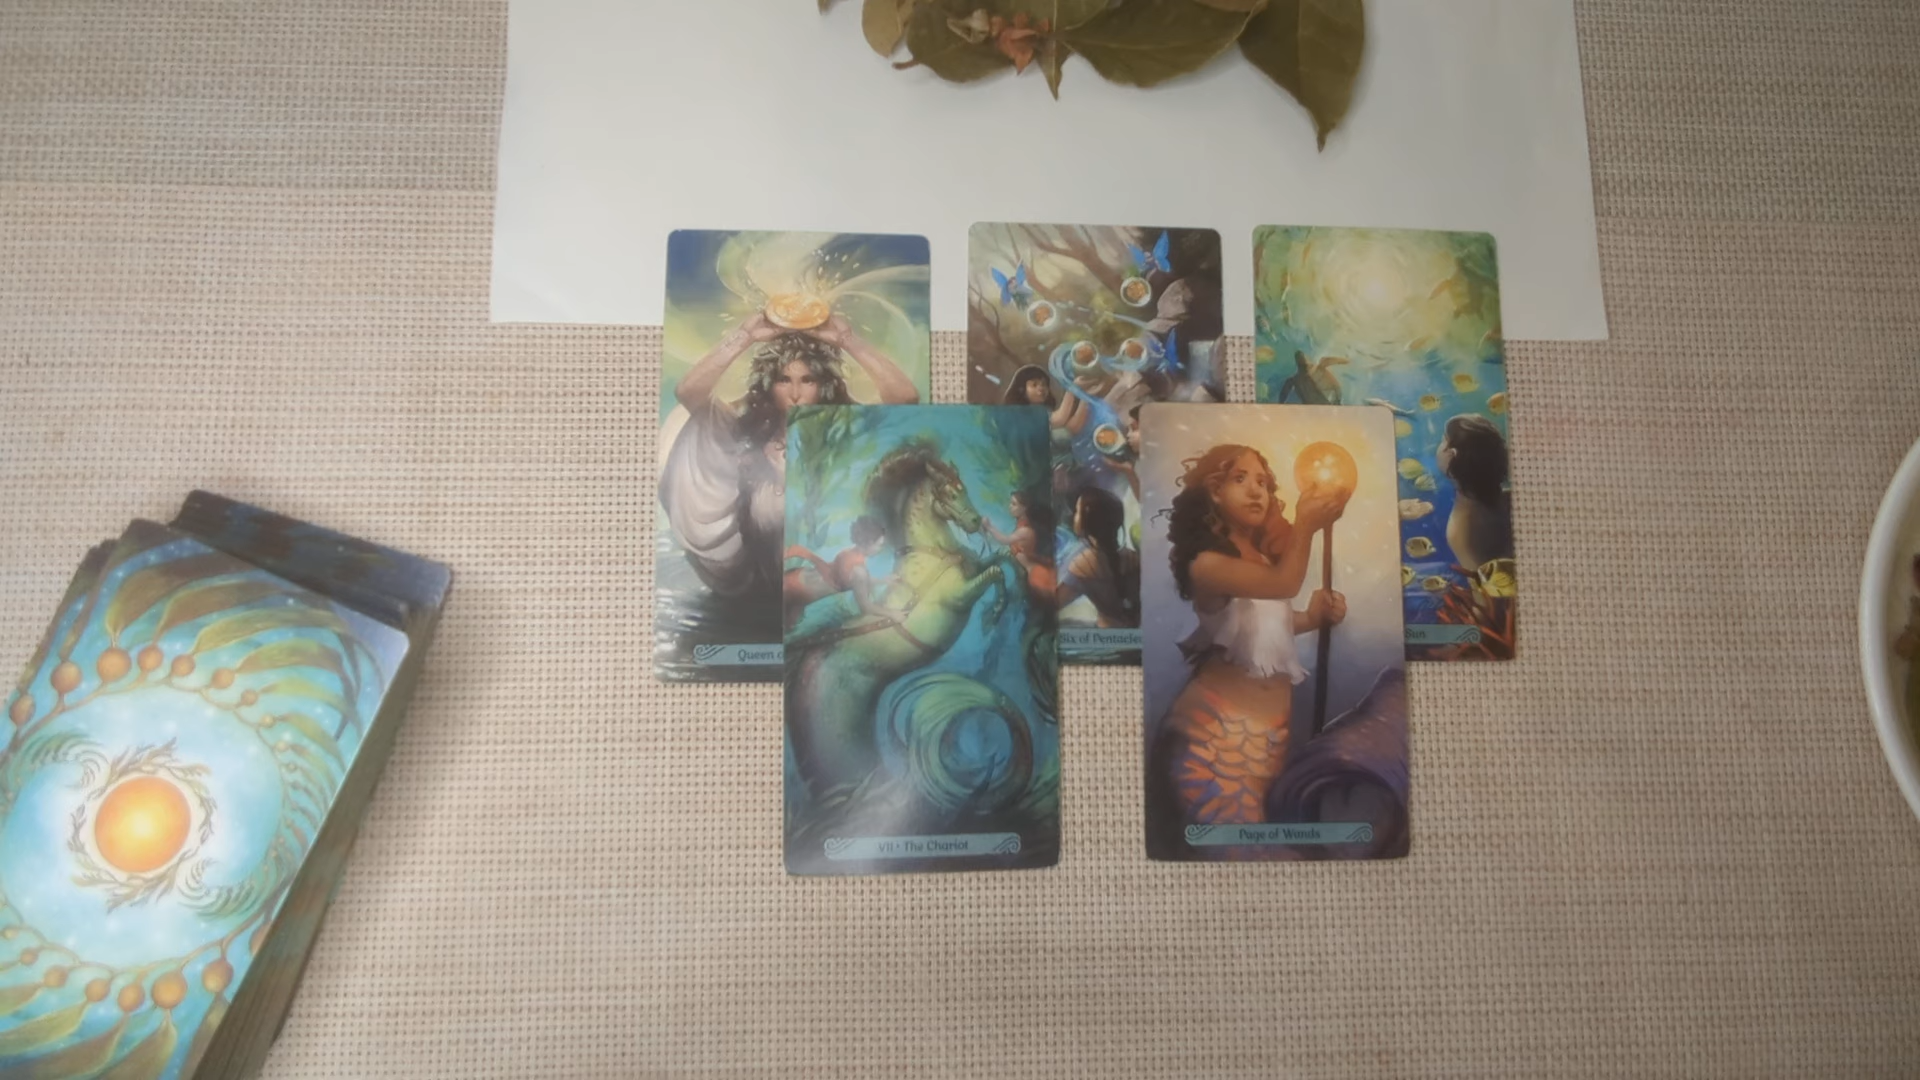 Queen o
Six of Pentacles
Sun
VII • The Chariot
Page of Wands